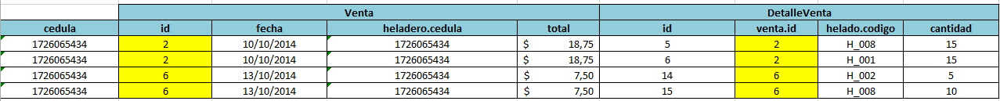 Venta DetalleVenta
cedula id fecha heladero.cedula total id venta.id helado.codigo cantidad
1726065434 2 10/10/2014 1726065434 $ 18,75 5 2 H_008 15
1726065434 2 10/10/2014 1726065434 $ 18,75 6 2 H_001 15
1726065434 6 13/10/2014 1726065434 $ 7,50 14 6 H_002 5
1726065434 6 13/10/2014 1726065434 $ 7,50 15 6 H_008 10